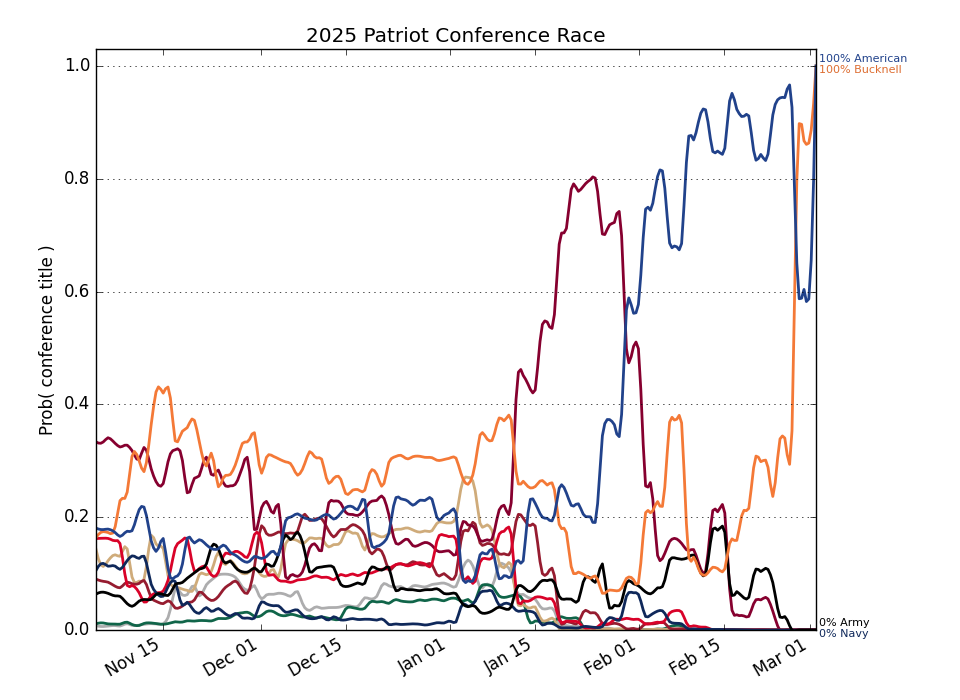 2025 Patriot Conference Race
100% American
100% Bucknell
1.0
0.8
0.6
0.4
0.2
0.0
Prob( conference title )
0% Army
0% Navy
Nov 15
Dec 01
Dec 15
Jan 01
Jan 15
Feb 01
Feb 15
Mar 01